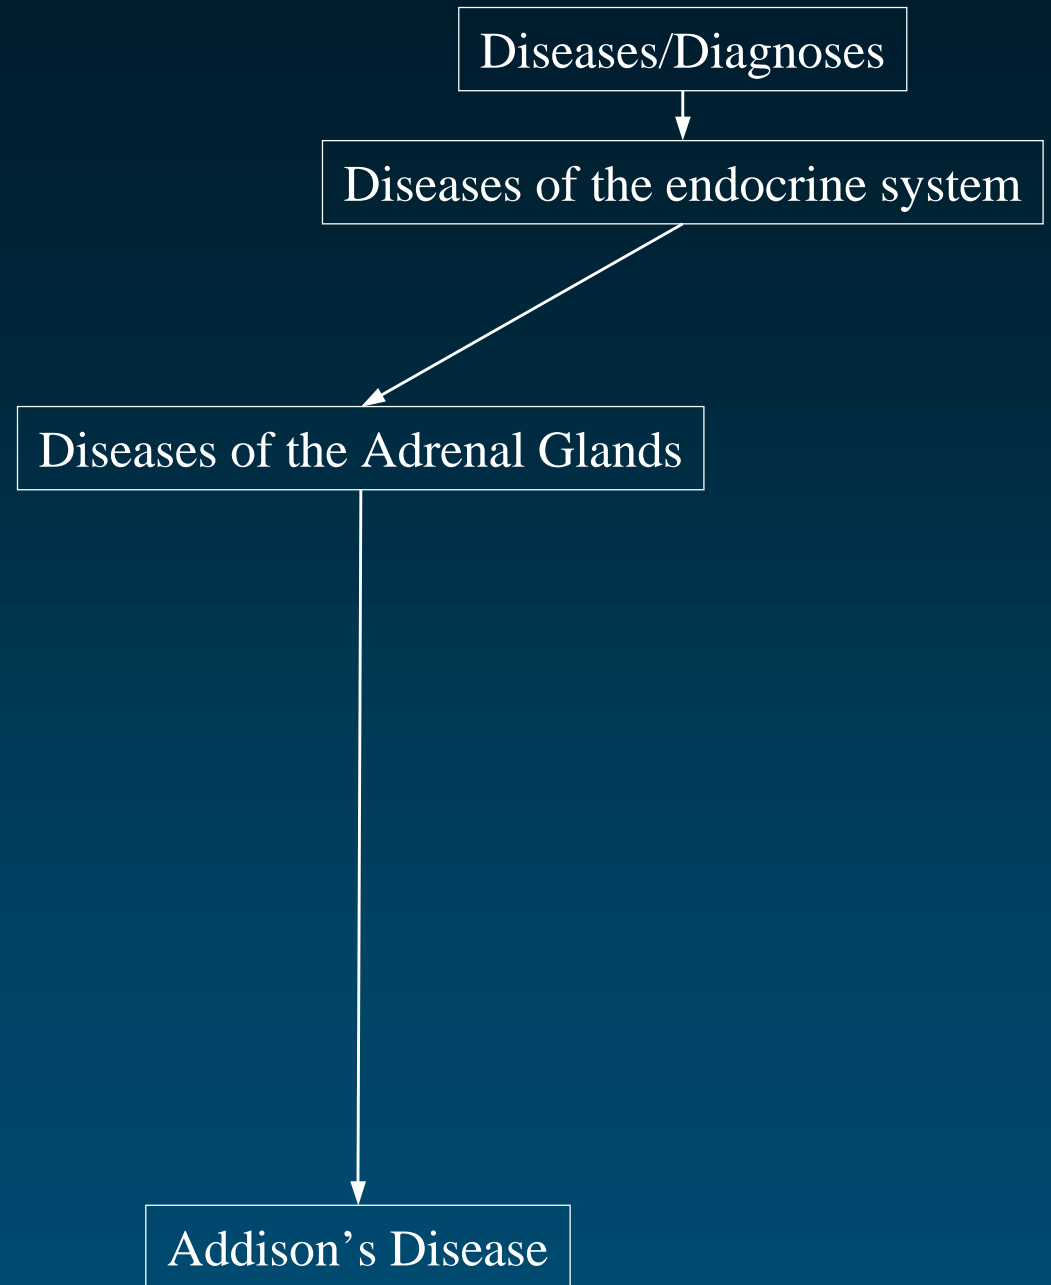 Diseases/Diagnoses
Diseases of the endocrine system
Diseases of the Adrenal Glands
Addison’s Disease